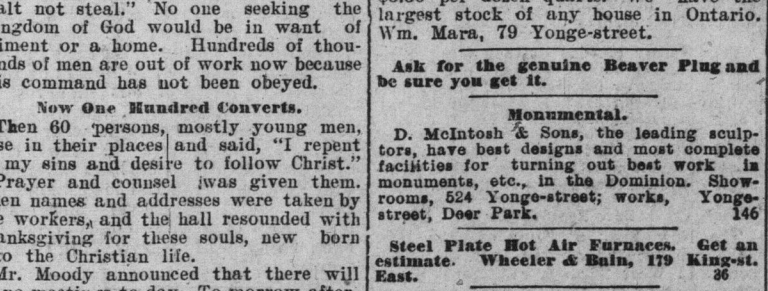 alt not steal." No one seeking the
ngdom of God would be in want of
iment or a home. Hundreds of thou-
nds of men are out of work now because
is command has not been obeyed.
Now One Hundred Converts.
Then 60 persons, mostly young men,
se in their places and said, "I repent
my sins and desire to follow Christ."
Prayer and counsel was given them.
en names and addresses were taken by
e workers, and the hall resounded with
anksgiving for these souls, new born
to the Christian life.
Mr. Moody announced that there will
largest stock of any house in Ontario.
Wm. Mara, 79 Yonge-street.
Ask for the genuine Beaver Plug and
be sure you get it.
Monumental.
D. McIntosh & Sons, the leading sculp-
tors, have best designs and most complete
facilities for turning out best work in
monuments, etc., in the Dominion. Show-
rooms, 524 Yonge-street; works, Yonge-
street, Deer Park. 146
Steel Plate Hot Air Furnaces. Get an
estimate. Wheeler & Bain, 179 King-st.
East. 36